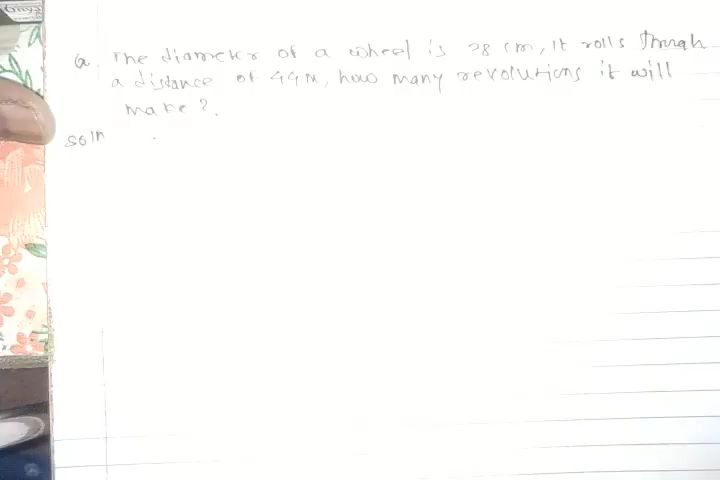 Q. The diameter of a wheel is 28 cm, it rolls through
a distance of 44m, how many revolutions it will
make?.
soln